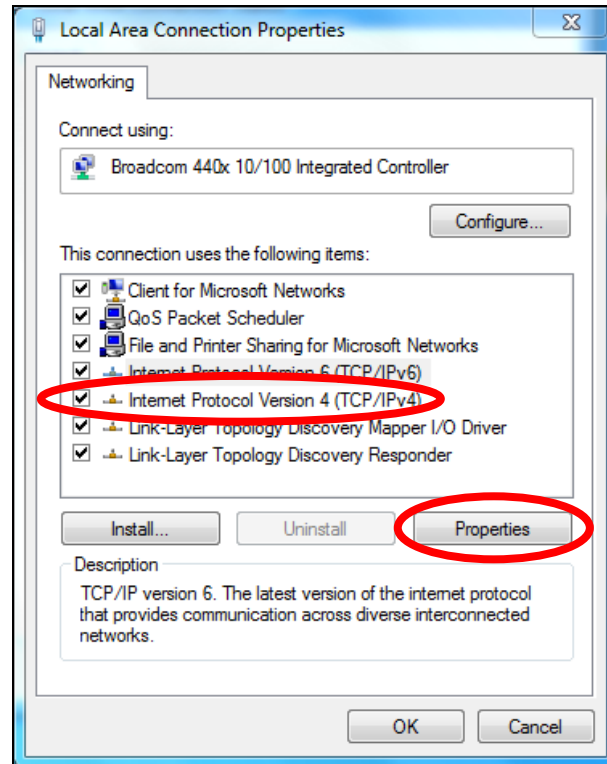 Local Area Connection Properties
Networking
Connect using:
Broadcom 440x 10/100 Integrated Controller
Configure...
This connection uses the following items:
Client for Microsoft Networks
QoS Packet Scheduler
File and Printer Sharing for Microsoft Networks
Internet Protocol Version 6 (TCP/IPv6)
Internet Protocol Version 4 (TCP/IPv4)
Link-Layer Topology Discovery Mapper I/O Driver
Link-Layer Topology Discovery Responder
Install... Uninstall Properties
Description
TCP/IP version 6. The latest version of the internet protocol
that provides communication across diverse interconnected
networks.
OK Cancel